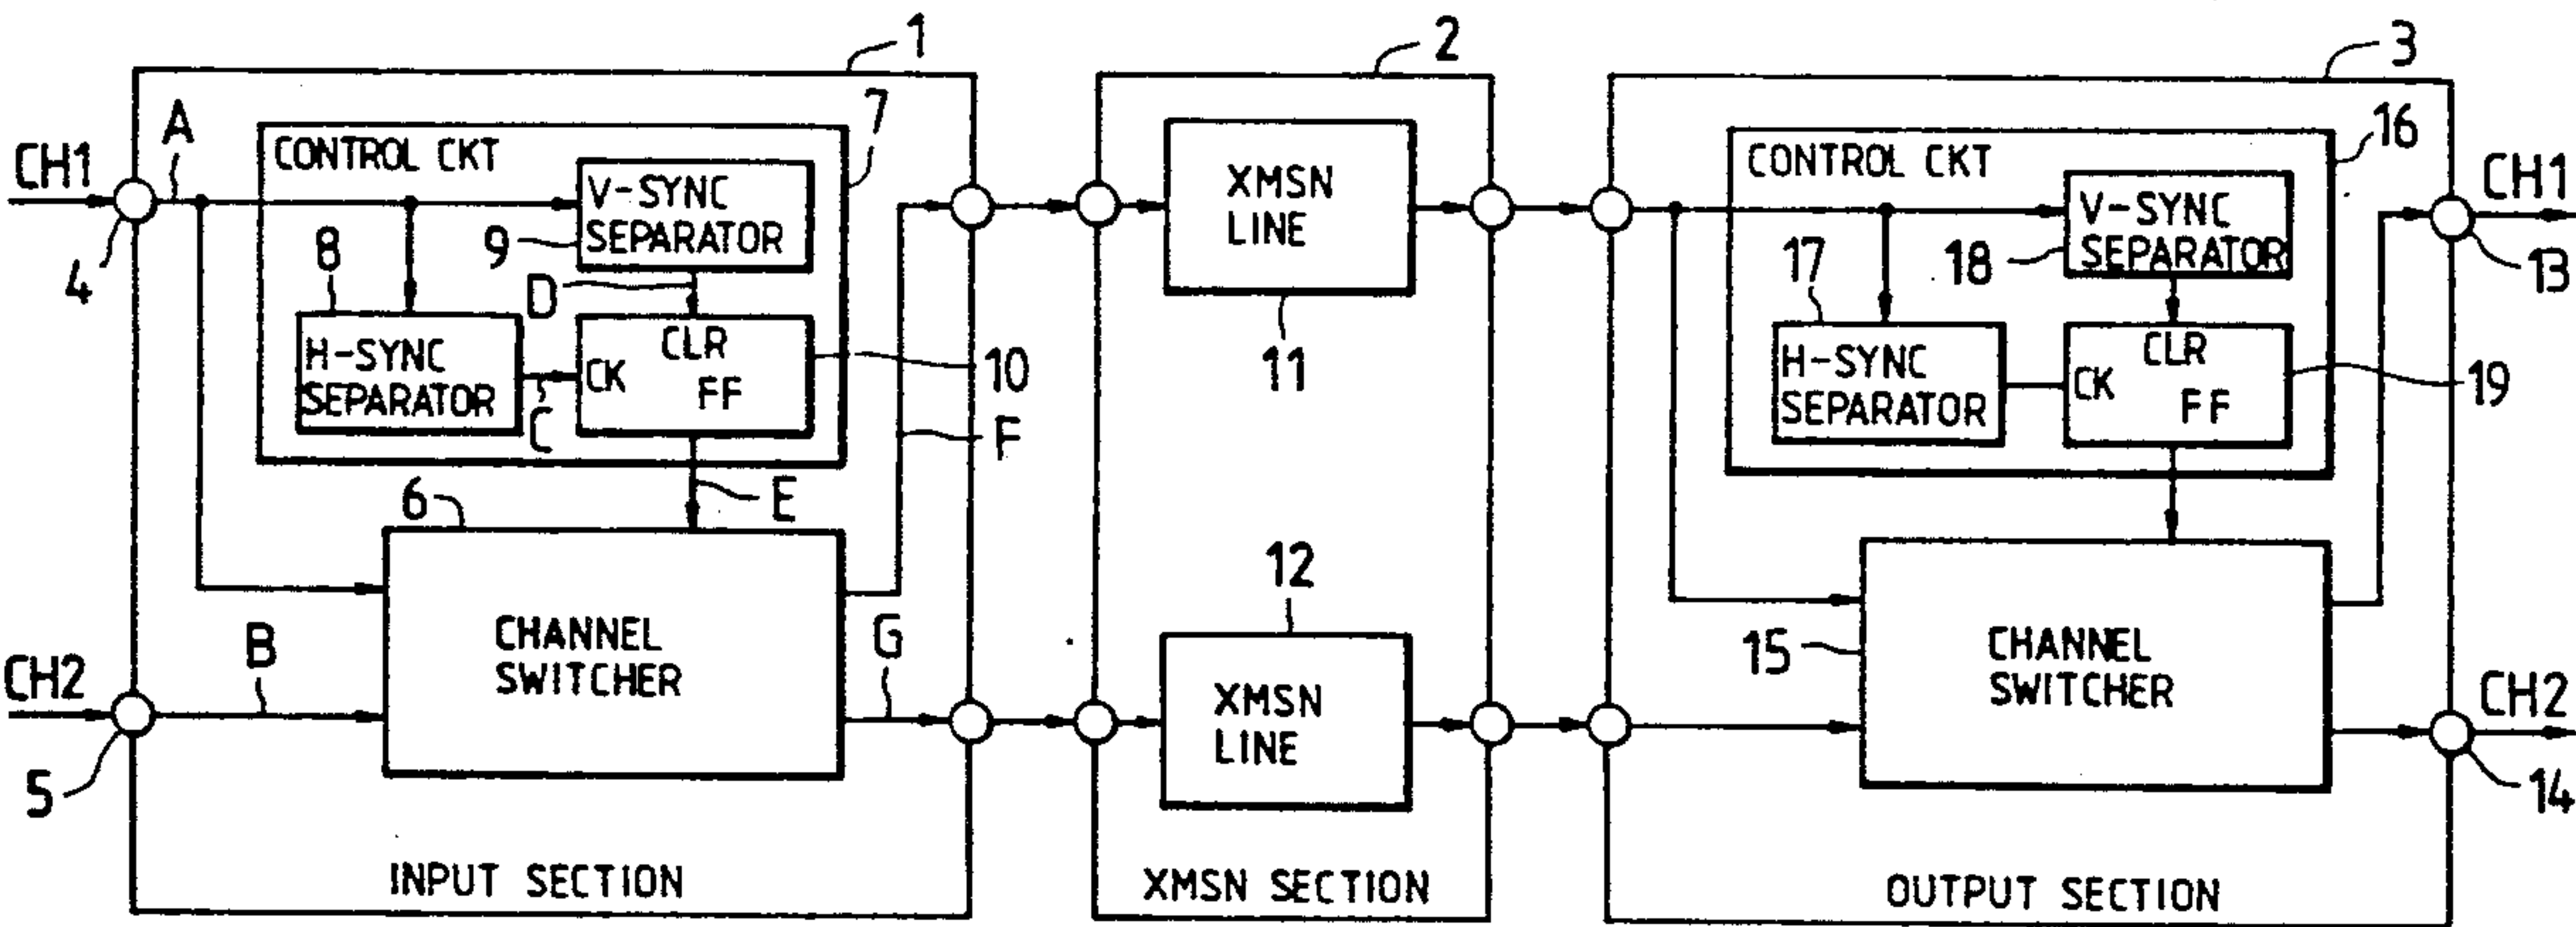 1
2
3
A
7
16
CH1
CONTROL CKT
V-SYNC
SEPARATOR
9
8
4
D
H-SYNC
SEPARATOR
C
CK
CLR
FF
10
F
E
6
XMSN
LINE
11
CONTROL CKT
V-SYNC
SEPARATOR
18
17
CH1
13
H-SYNC
SEPARATOR
CK
CLR
FF
19
CH2
B
5
CHANNEL
SWITCHER
G
12
XMSN
LINE
15
CHANNEL
SWITCHER
CH2
14
INPUT SECTION
XMSN SECTION
OUTPUT SECTION